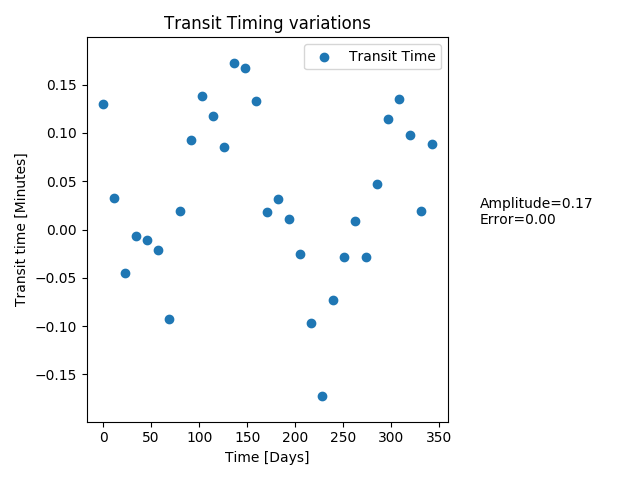 Transit Timing variations
Transit Time
Transit time [Minutes]
0.15
0.10
0.05
0.00
−0.05
−0.10
−0.15
Amplitude=0.17
Error=0.00
0 50 100 150 200 250 300 350
Time [Days]